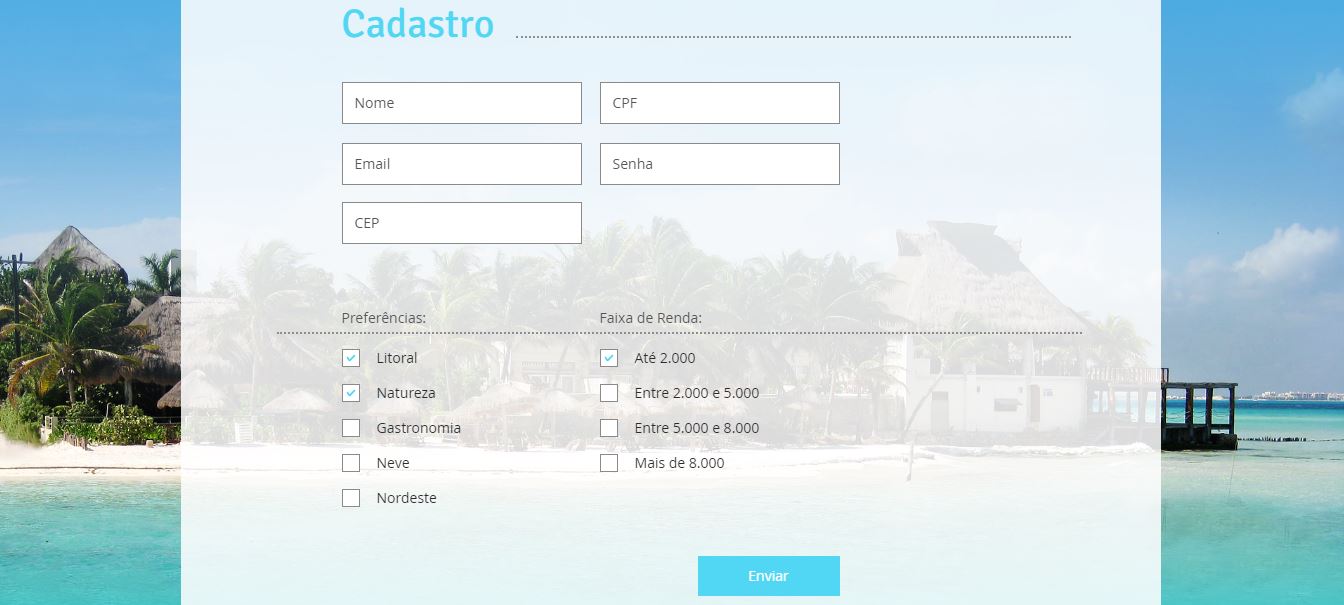 Cadastro
Nome
CPF
Email
Senha
CEP
Preferências:
Faixa de Renda:
Litoral
Até 2.000
Natureza
Entre 2.000 e 5.000
Gastronomia
Entre 5.000 e 8.000
Neve
Mais de 8.000
Nordeste
Enviar